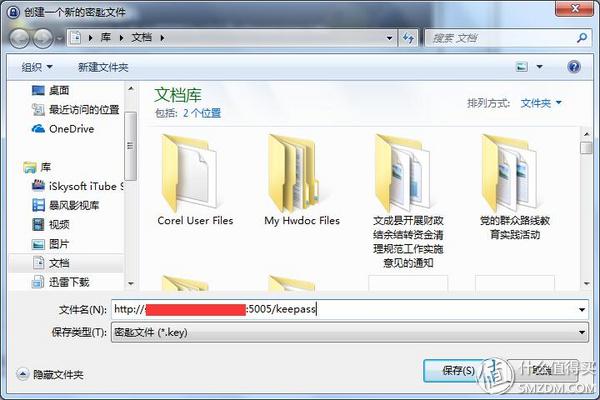 创建一个新的密匙文件
库 文档
搜索 文档
组织 新建文件夹
桌面
最近访问的位置
OneDrive
库
iSkysoft iTube S
暴风影视库
视频
图片
文档
迅雷下载
文档库
包括: 2 个位置
排列方式: 文件夹
Corel User Files
My Hwdoc Files
文成县开展财政
结余结转资金清
理规范工作实施
意见的通知
党的群众路线教
育实践活动
文件名(N): http:// :5005/keepass
保存类型(T): 密匙文件 (*.key)
隐藏文件夹
保存(S)
取消
值 什么值得买
SMZDM.COM